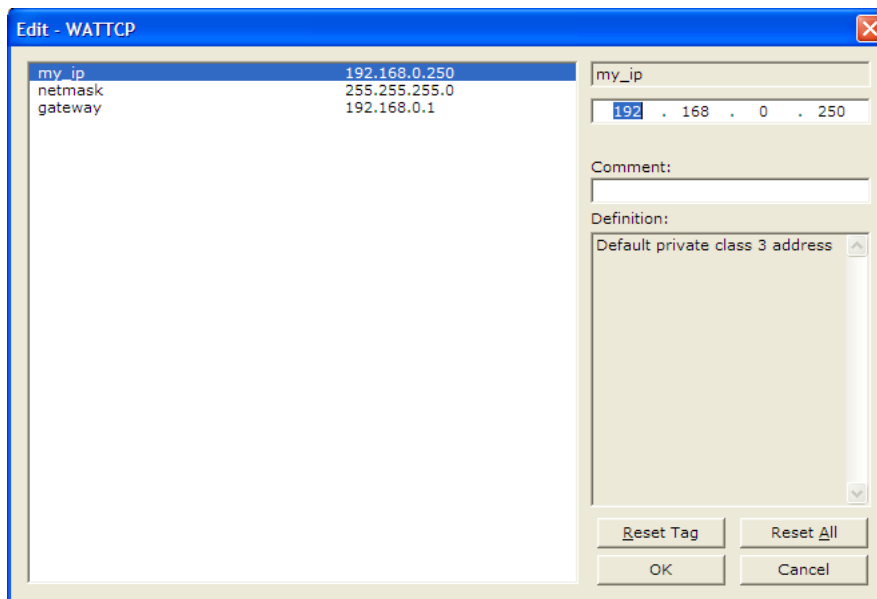 Edit - WATTCP
my_ip 192.168.0.250
netmask 255.255.255.0
gateway 192.168.0.1
my_ip
192 . 168 . 0 . 250
Comment:
Definition:
Default private class 3 address
Reset Tag Reset All
OK Cancel